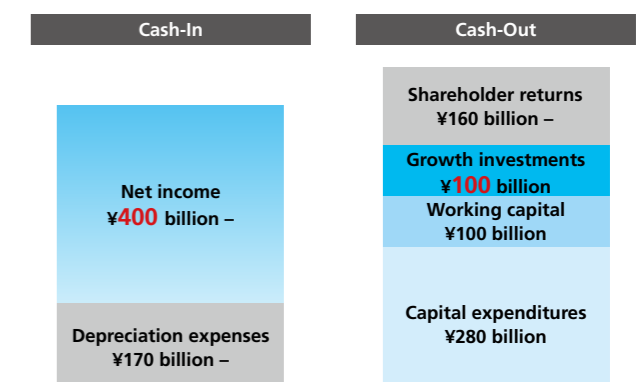 Cash-In
Net income
¥400 billion –
Depreciation expenses
¥170 billion –
Cash-Out
Shareholder returns
¥160 billion –
Growth investments
¥100 billion
Working capital
¥100 billion
Capital expenditures
¥280 billion